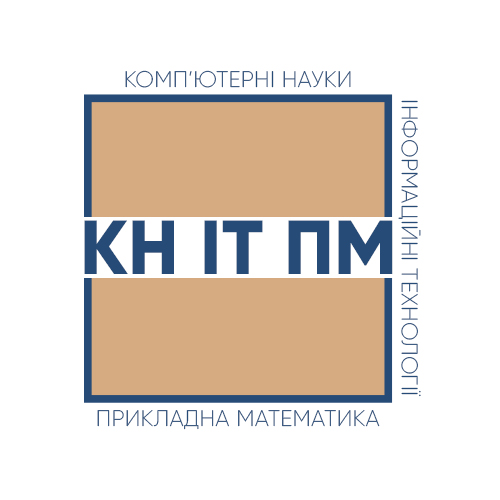 КОМП'ЮТЕРНІ НАУКИ
ІНФОРМАЦІЙНІ ТЕХНОЛОГІЇ
КН ІТ ПМ
ПРИКЛАДНА МАТЕМАТИКА